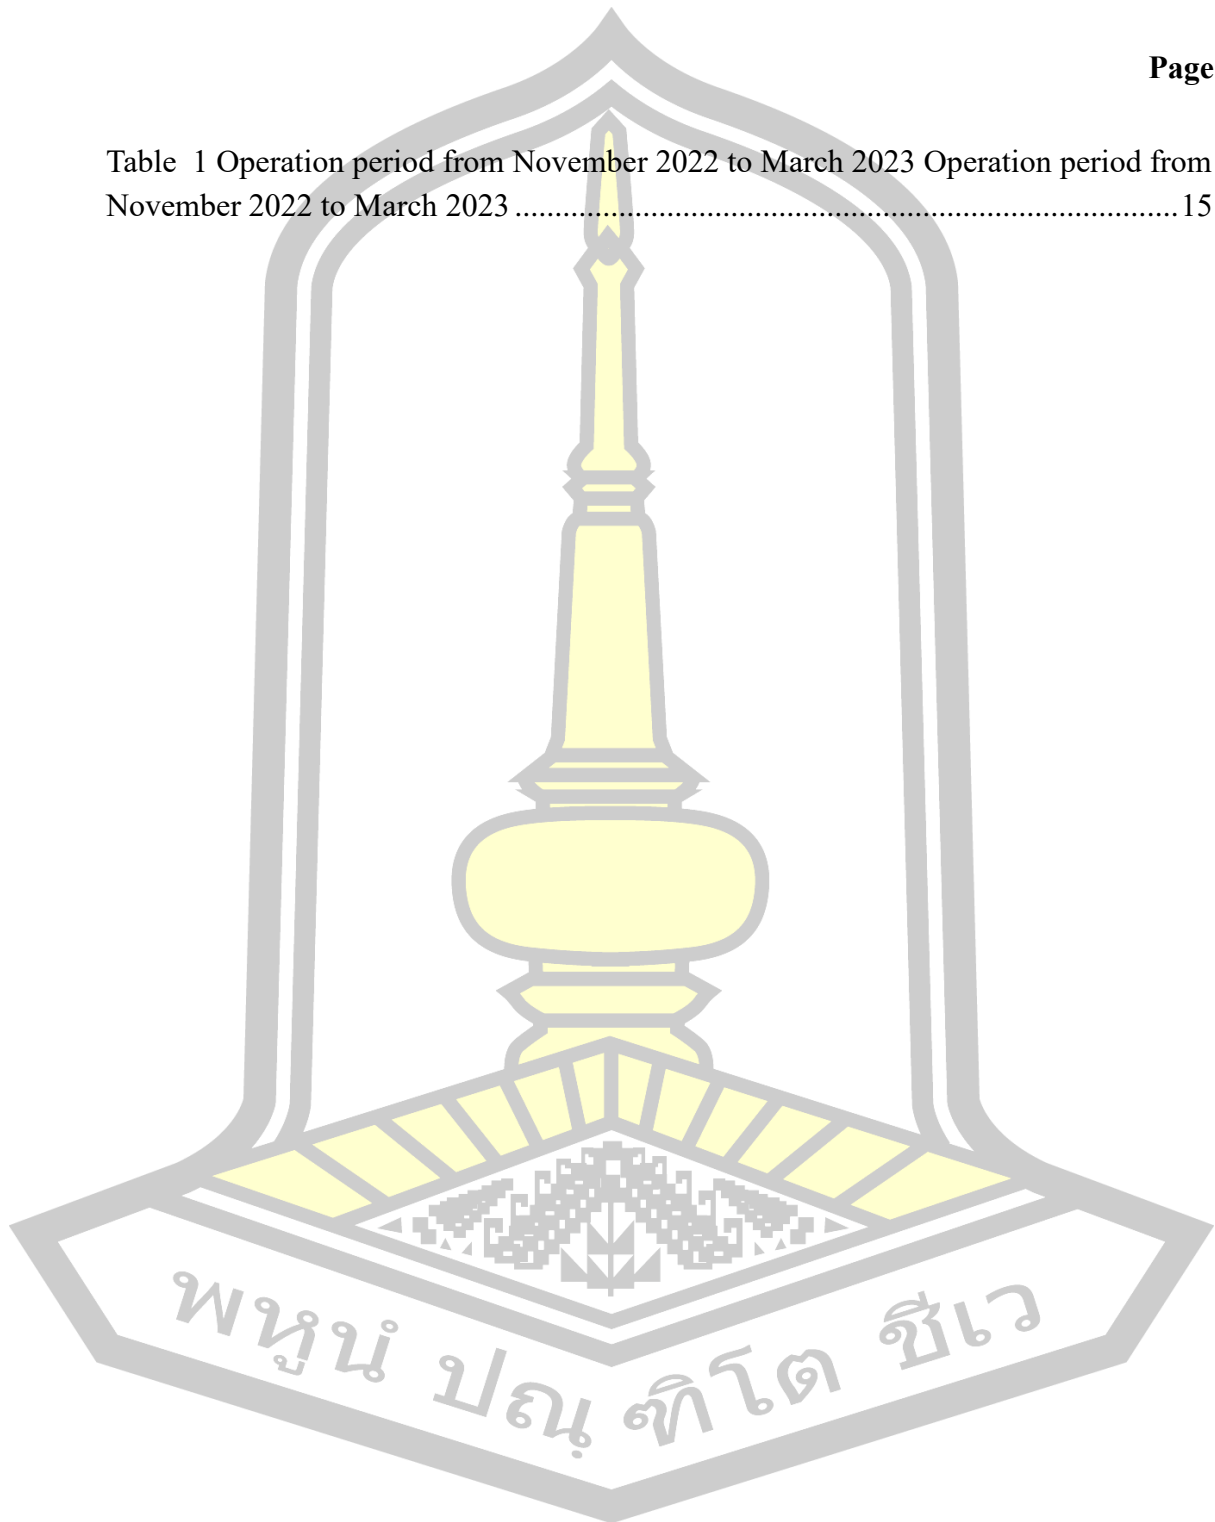 Page
Table  1 Operation period from November 2022 to March 2023 Operation period from
November 2022 to March 2023 ....................................................................................15
พหูนํ ปณฺฑิโต ชีเว